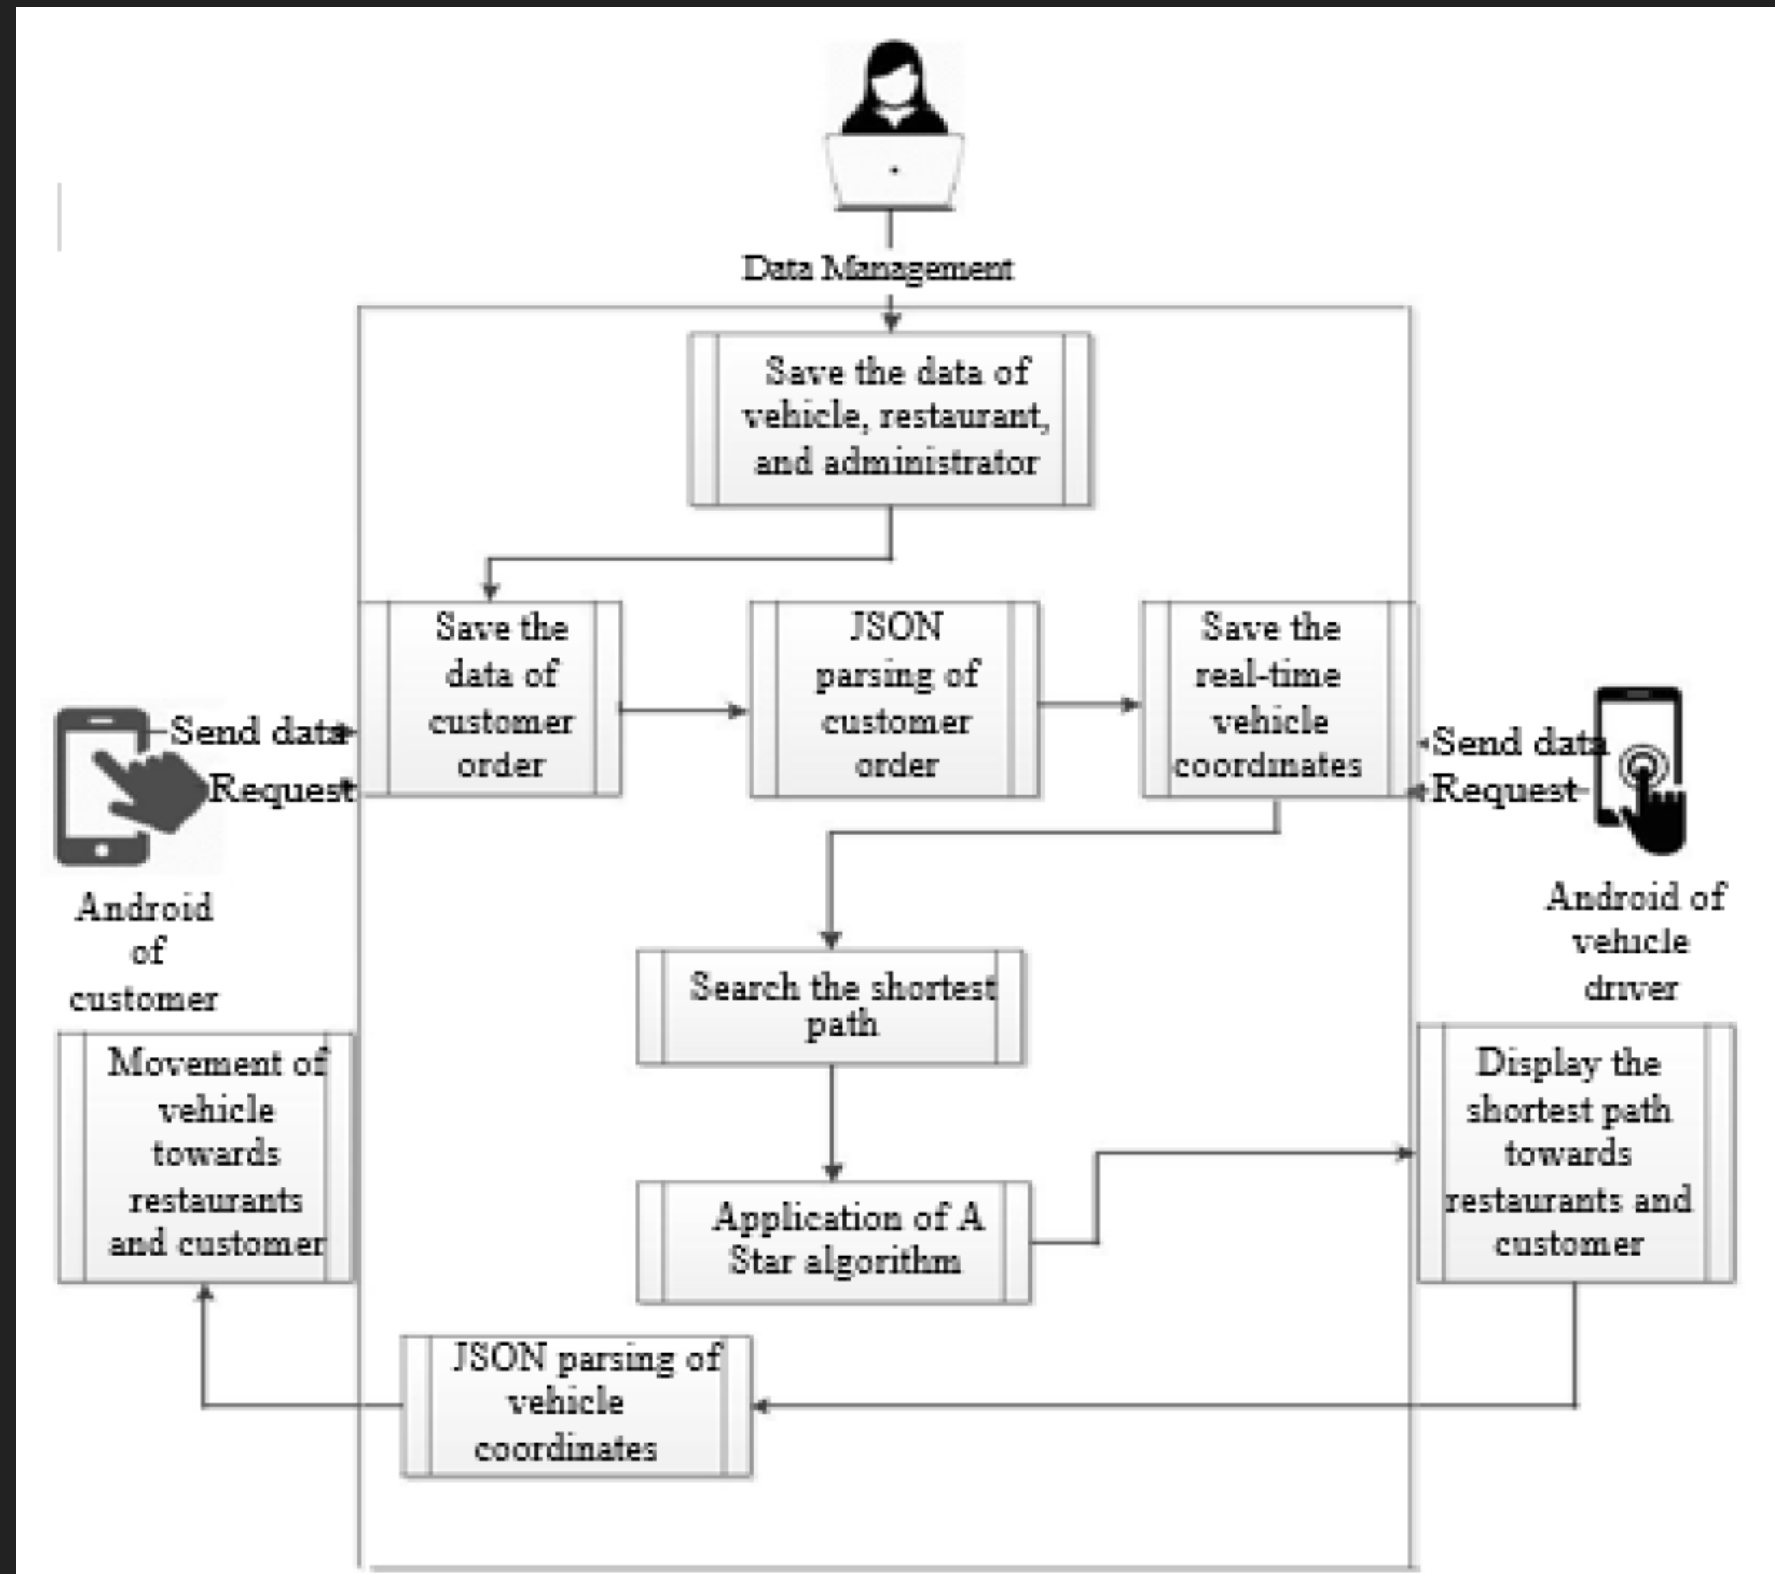 Data Management
Save the data of
vehicle, restaurant,
and administrator
Save the
data of
customer
order
JSON
parsing of
customer
order
Save the
real-time
vehicle
coordinates
Send data
Request
Send data
Request
Android
of
customer
Android of
vehicle
driver
Search the shortest
path
Movement of
vehicle
towards
restaurants
and customer
Display the
shortest path
towards
restaurants and
customer
Application of A
Star algorithm
JSON parsing of
vehicle
coordinates